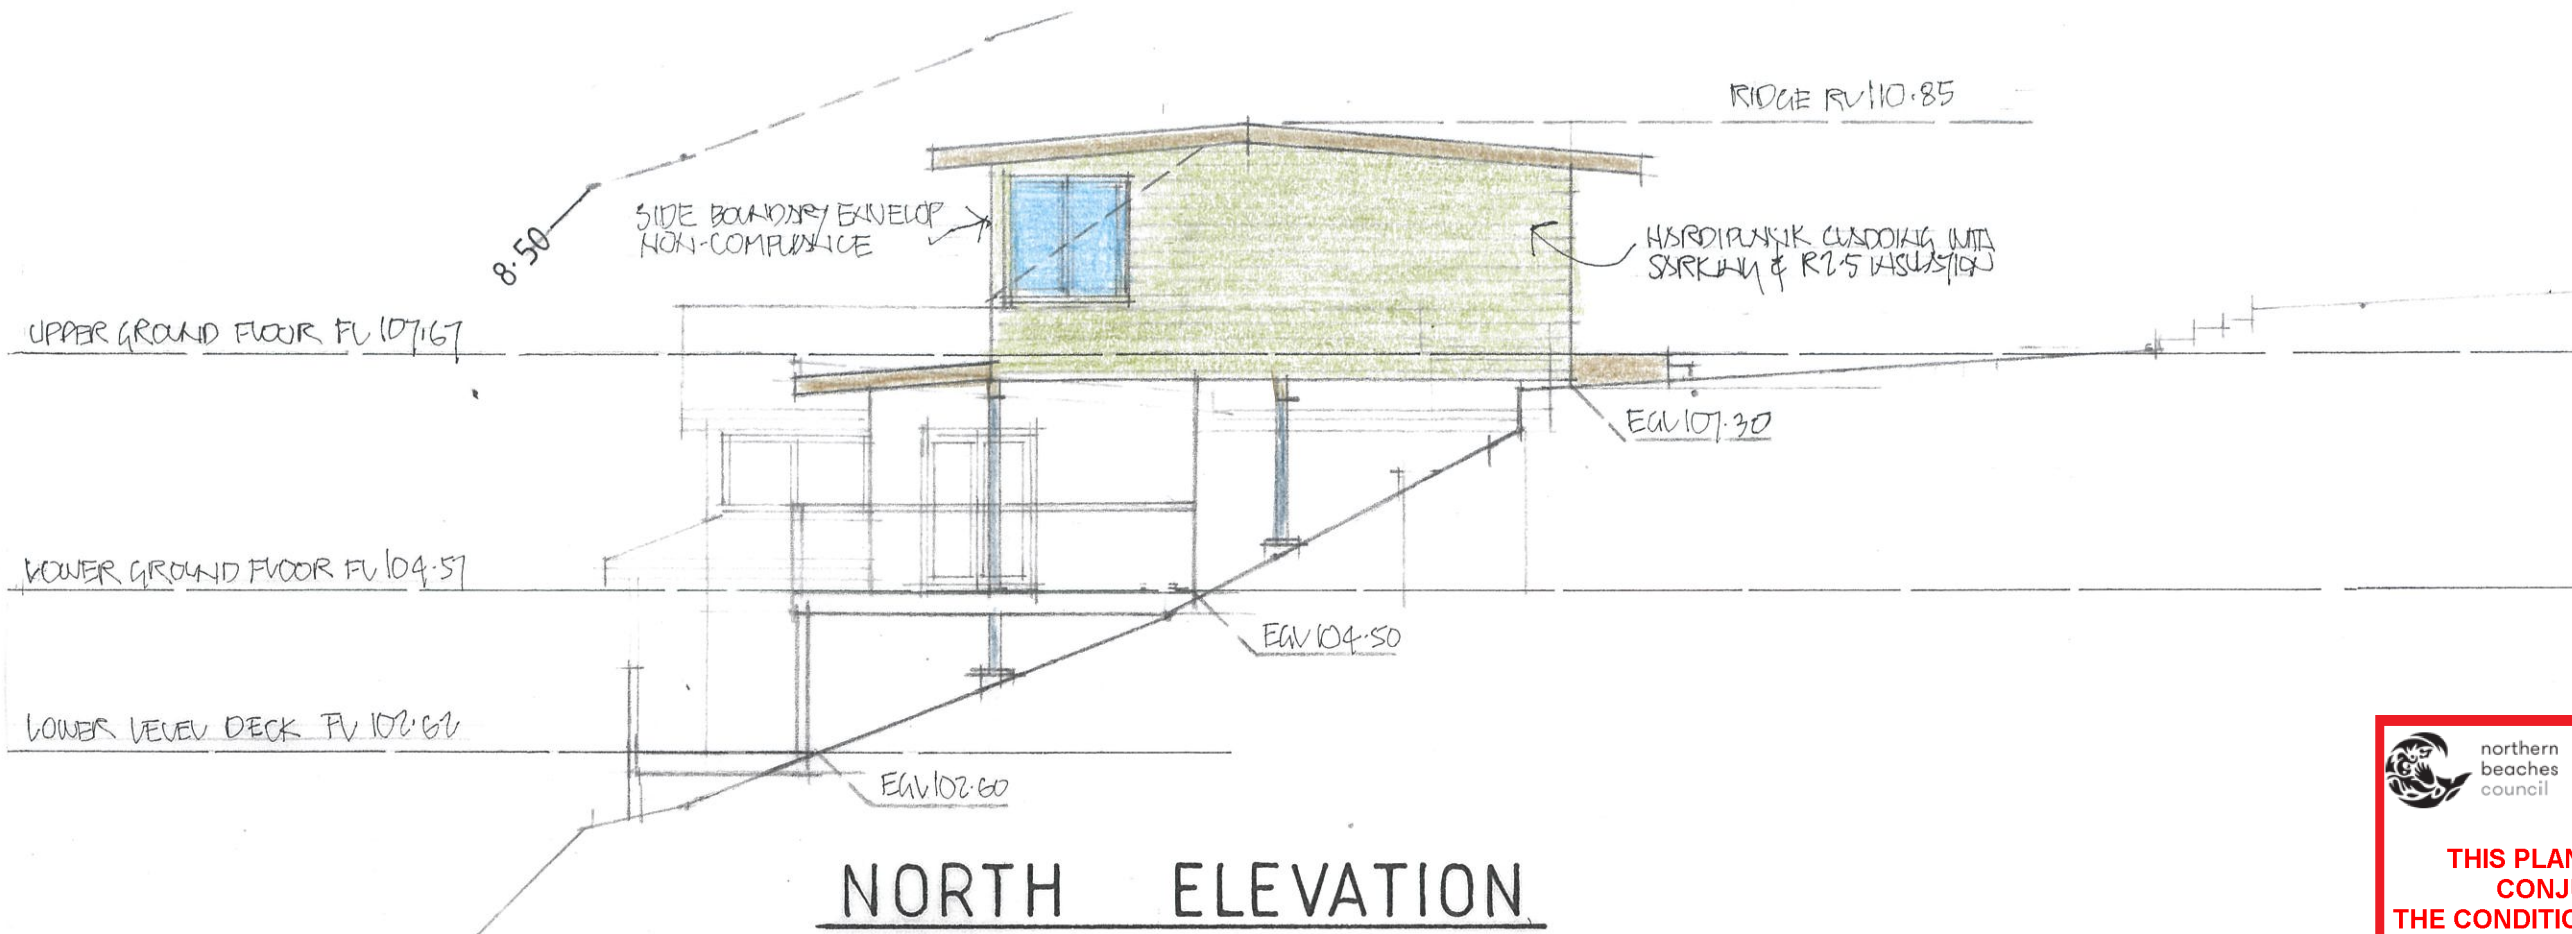 RIDGE RL 110.85
8.50
SIDE BOUNDARY ENVELOP
NON-COMPLIANCE
HARDIPLANK CLADDING WITH
SARKING & R2.5 INSULATION
UPPER GROUND FLOOR FL 107.67
EGL 107.30
LOWER GROUND FLOOR FL 104.57
EGL 104.50
LOWER LEVEL DECK FL 102.62
EGL 102.60
northern
beaches
council
THIS PLAN
CONJ
THE CONDITIO
NORTH ELEVATION